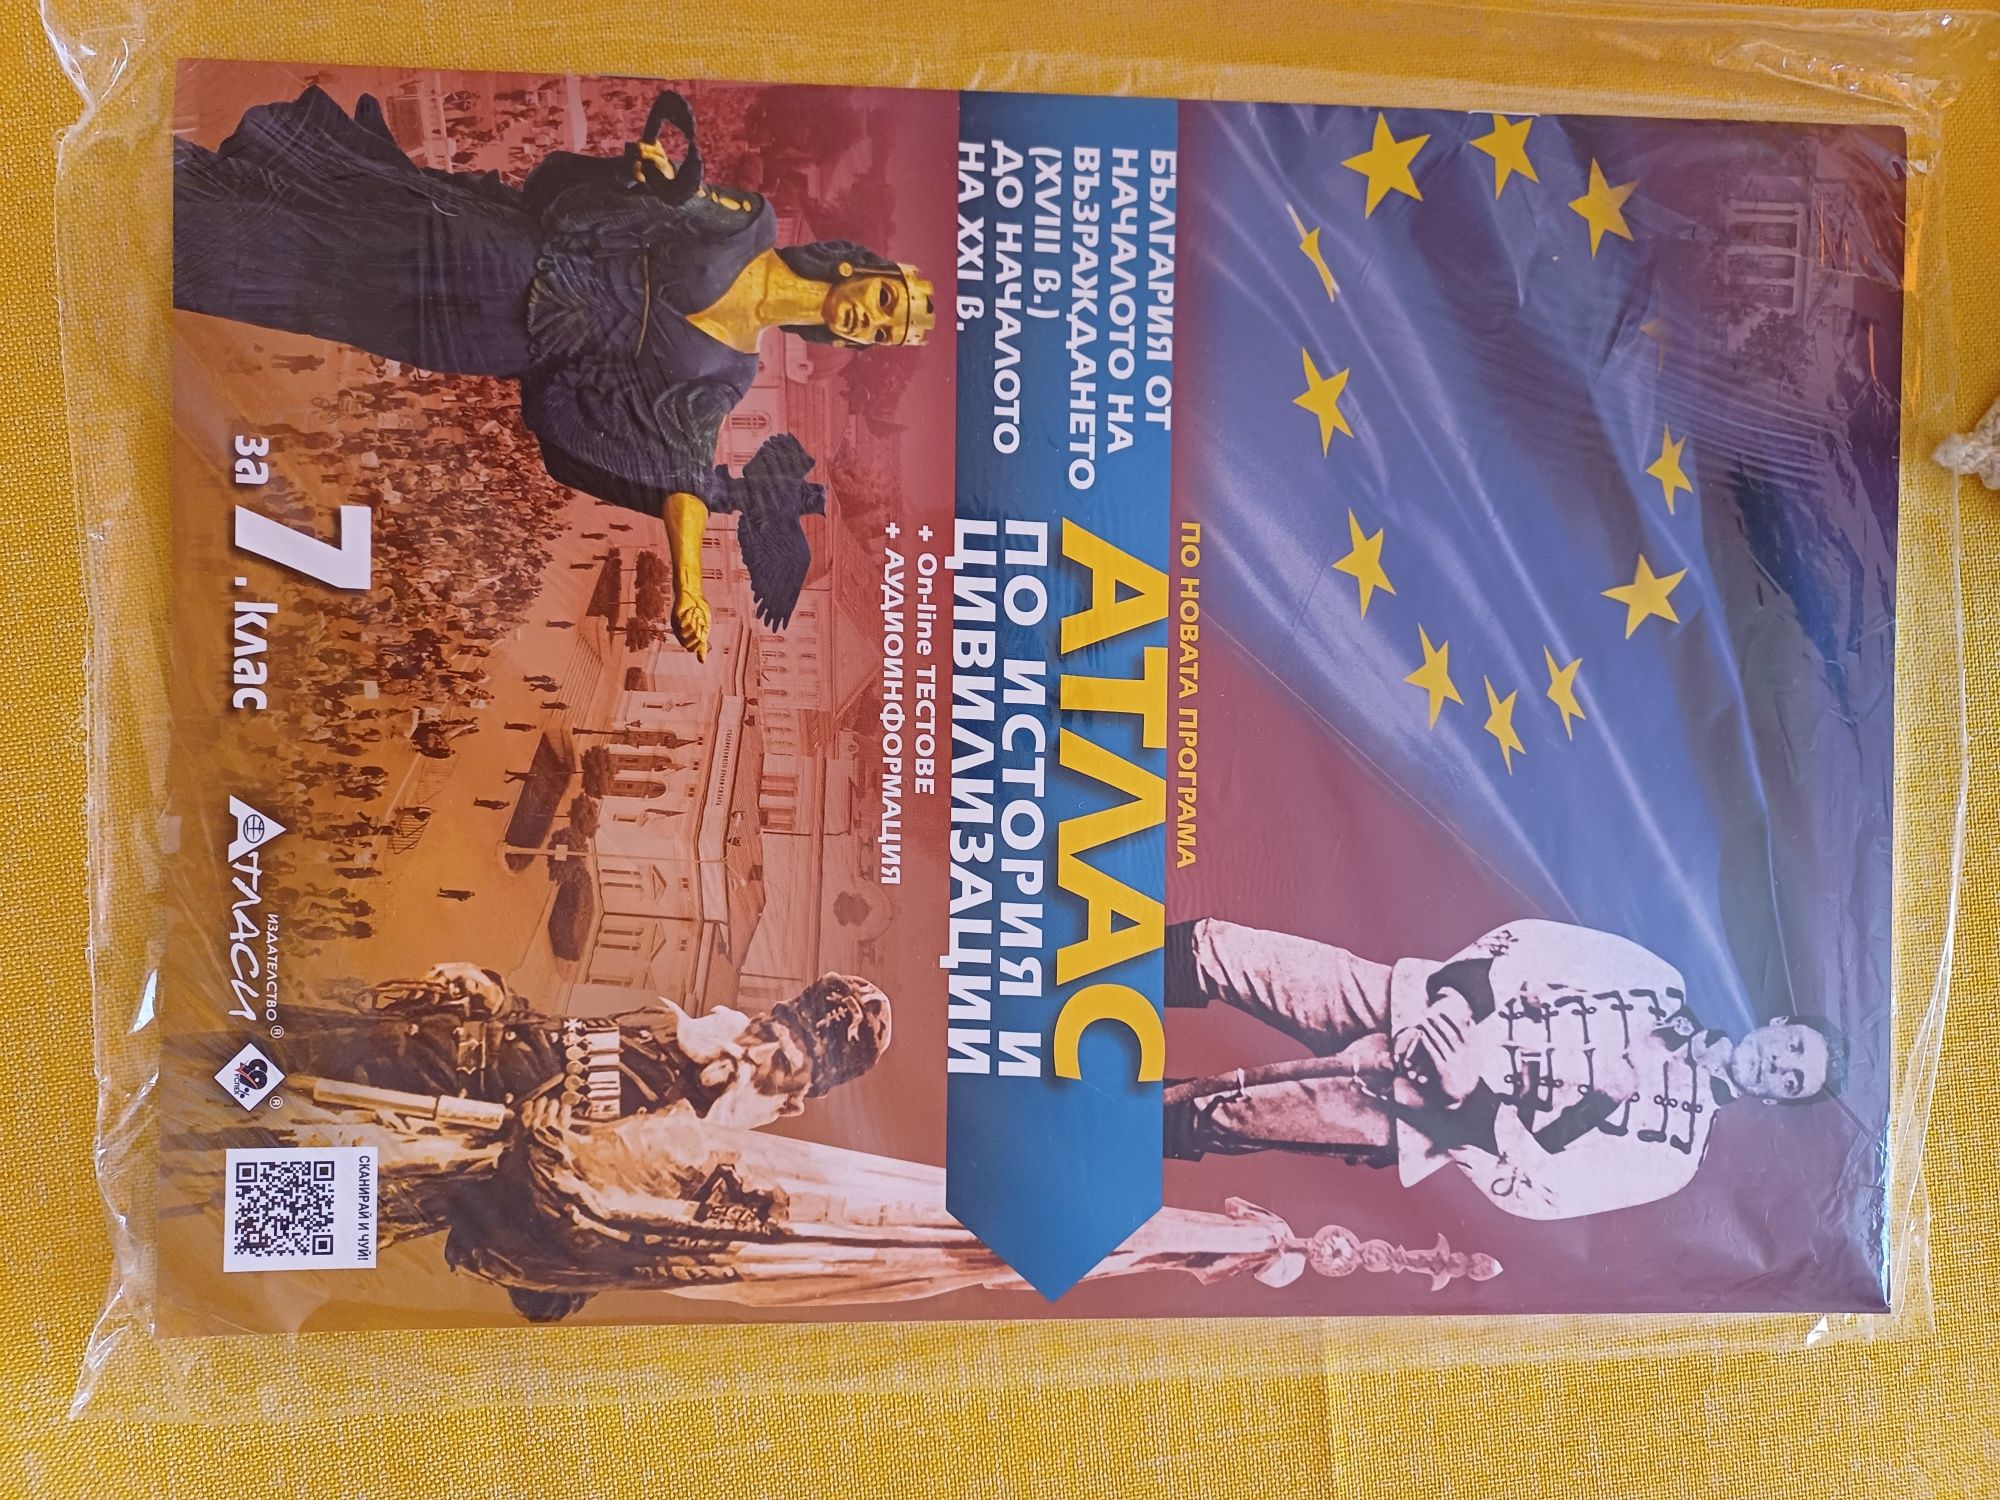 ПО НОВАТА ПРОГРАМА
БЪЛГАРИЯ ОТ
НАЧАЛОТО НА
ВЪЗРАЖДАНЕТО
(XVIII в.)
ДО НАЧАЛОТО
НА XXI в.
АТЛАС
ПО ИСТОРИЯ И
ЦИВИЛИЗАЦИИ
+ On-line ТЕСТОВЕ
+ АУДИОИНФОРМАЦИЯ
за 7. клас
ИЗДАТЕЛСТВО
АТЛАСИ ®
®
СКАНИРАЙ И ЧУЙ!